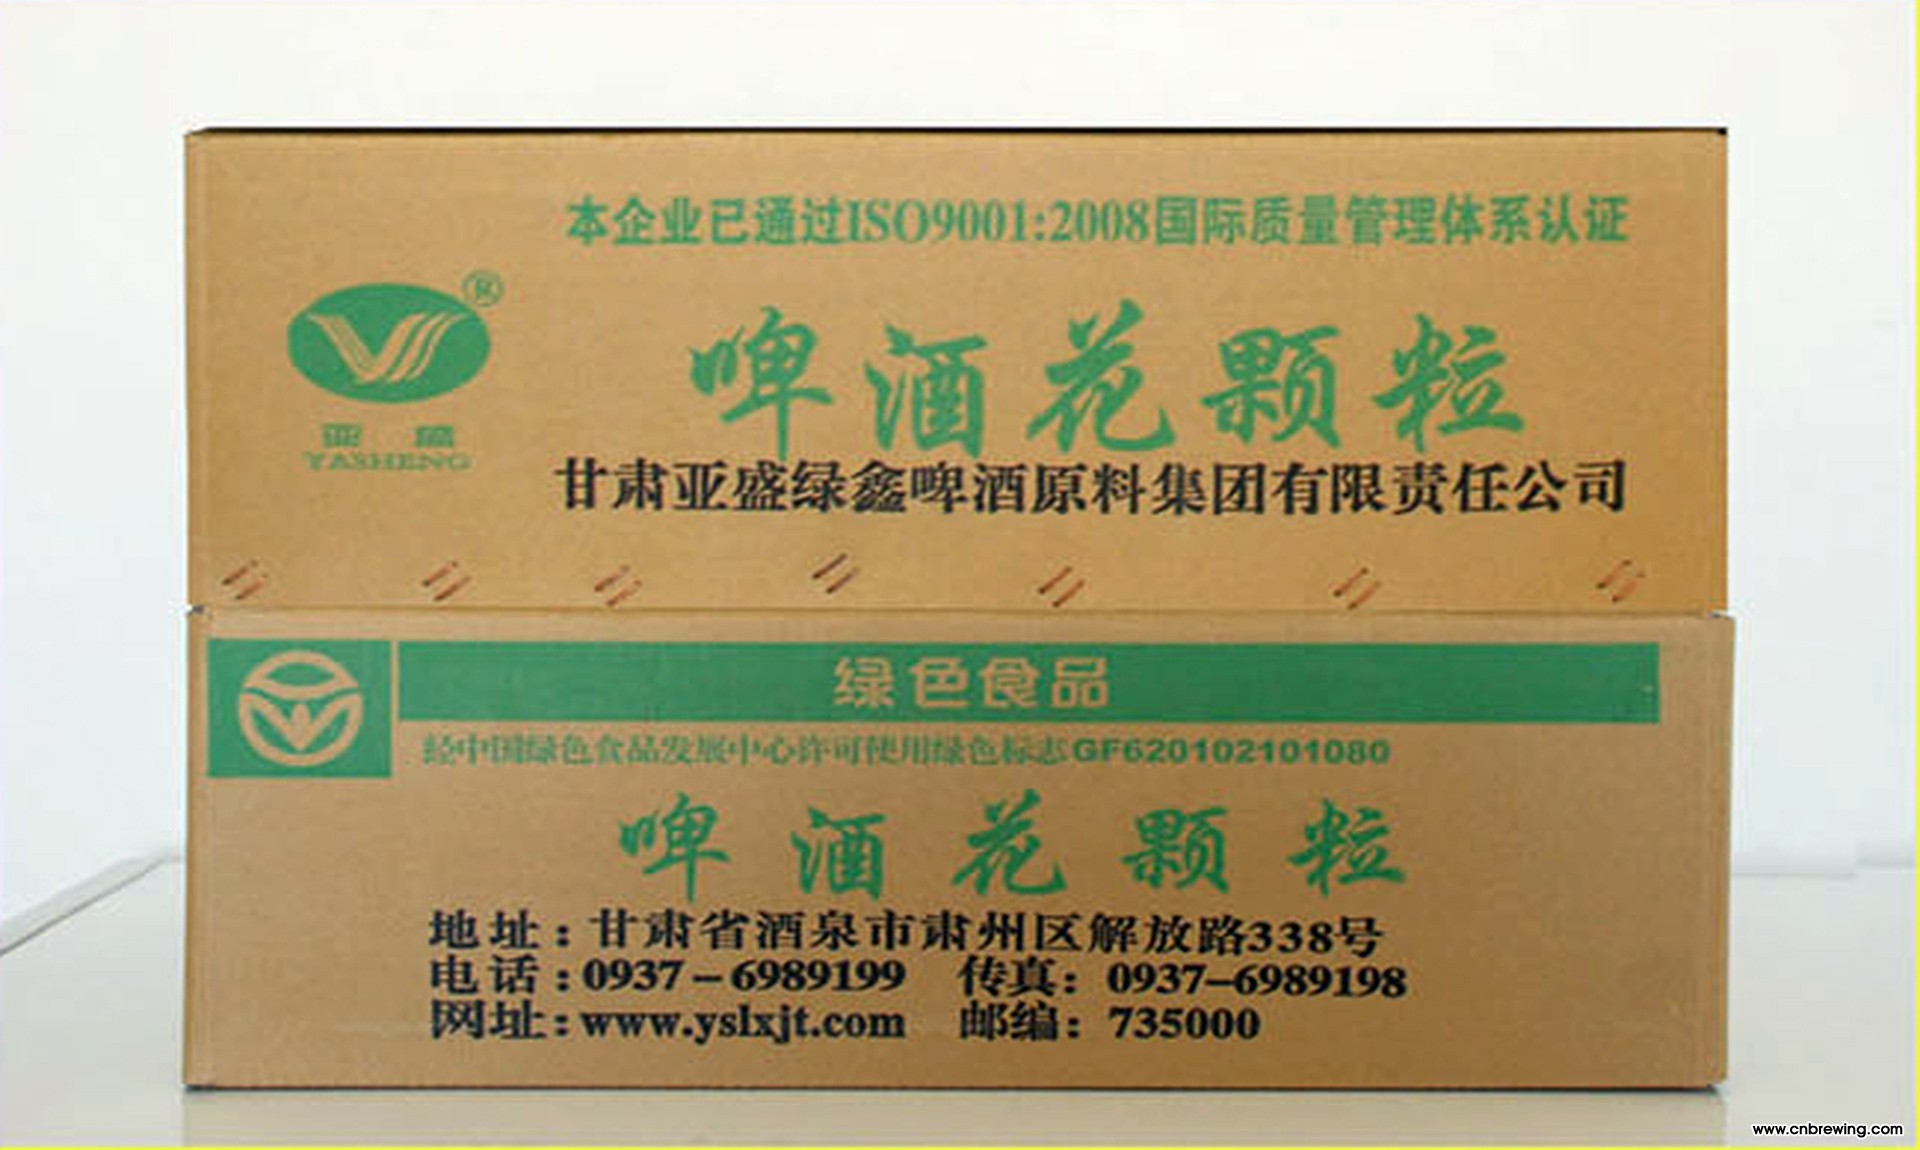 本企业已通过ISO9001:2008国际质量管理体系认证
®
亚盛
YASHENG
啤酒花颗粒
甘肃亚盛绿鑫啤酒原料集团有限责任公司
绿色食品
经中国绿色食品发展中心许可使用绿色标志GF620102101080
啤酒花颗粒
地址：甘肃省酒泉市肃州区解放路338号
电话：0937-6989199 传真：0937-6989198
网址：www.yslxjt.com 邮编：735000
www.cnbrewing.com